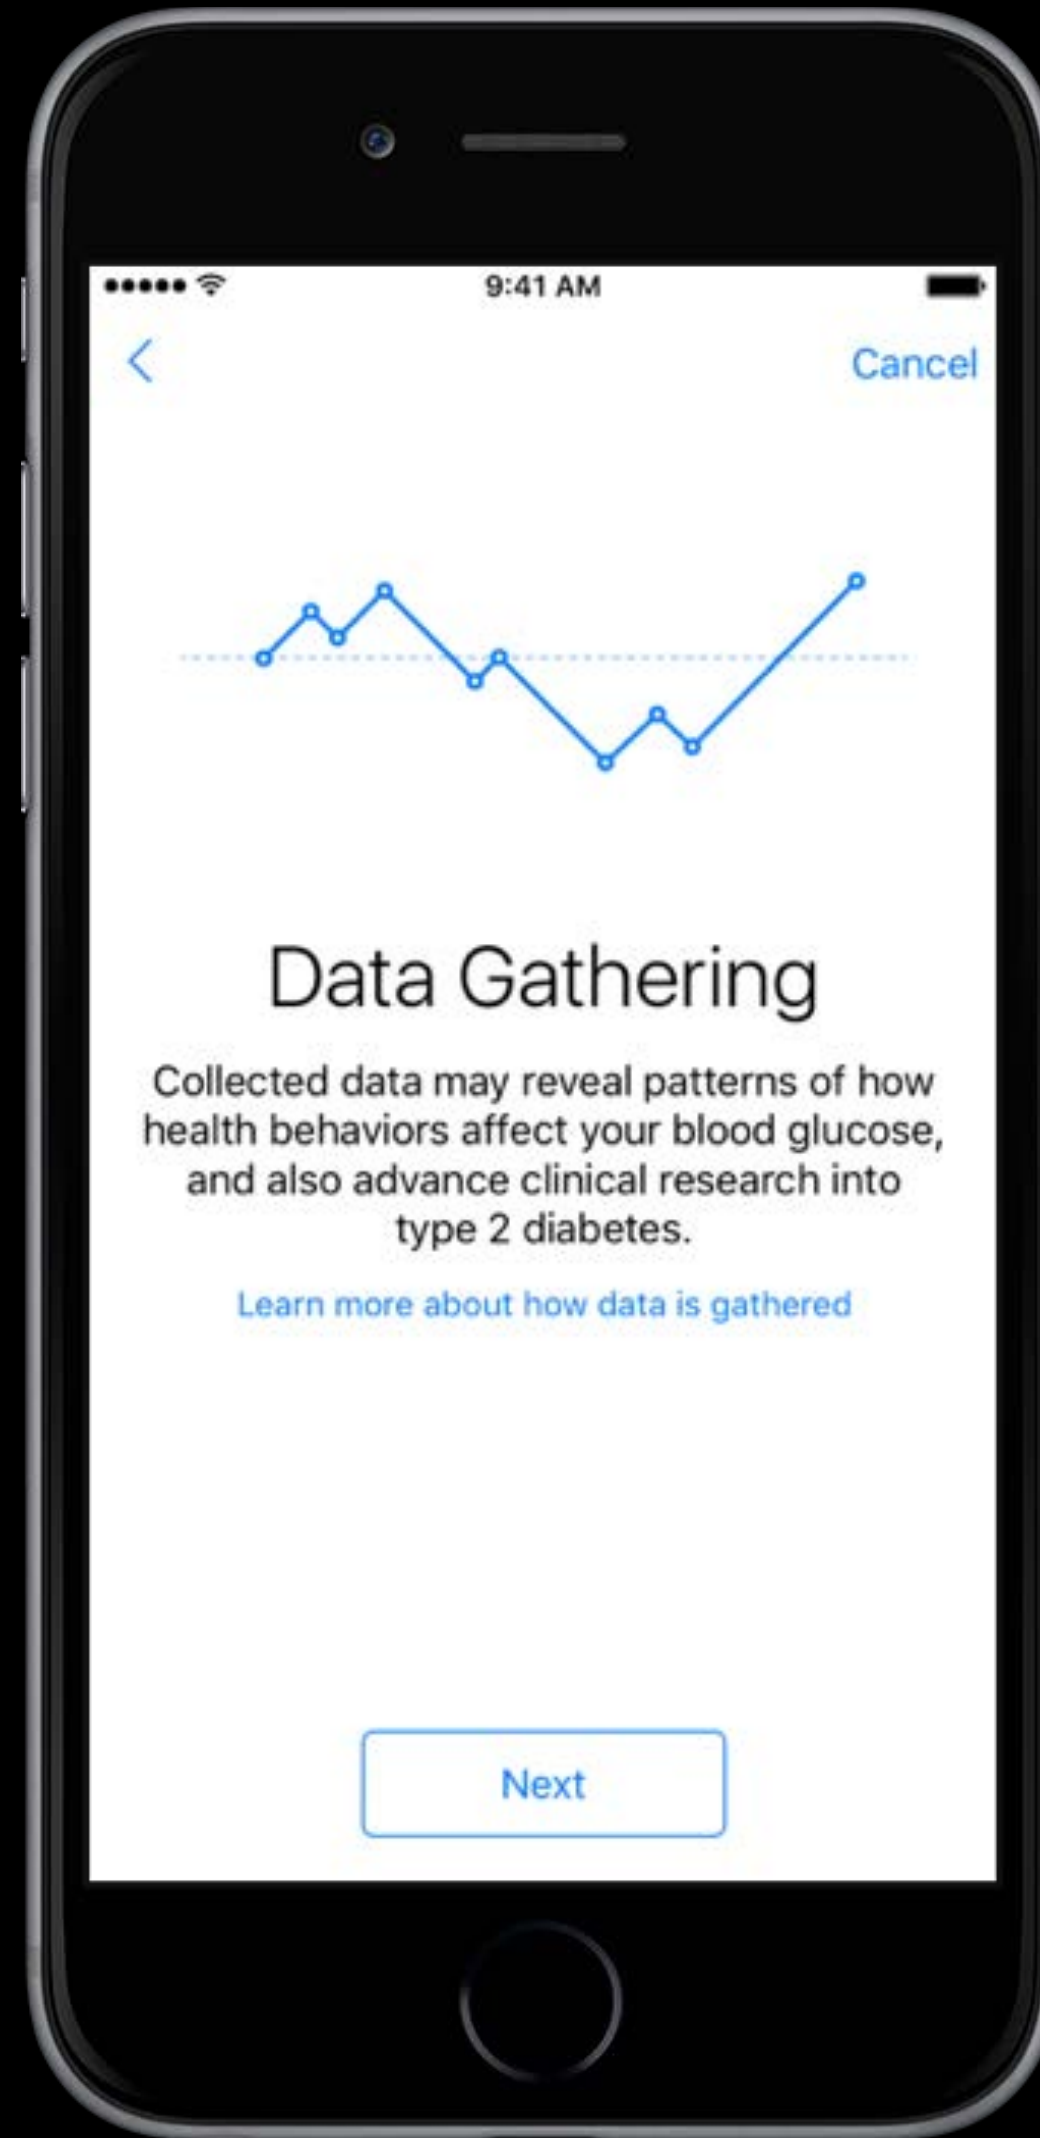 9:41 AM
Cancel
Data Gathering
Collected data may reveal patterns of how
health behaviors affect your blood glucose,
and also advance clinical research into
type 2 diabetes.
Learn more about how data is gathered
Next